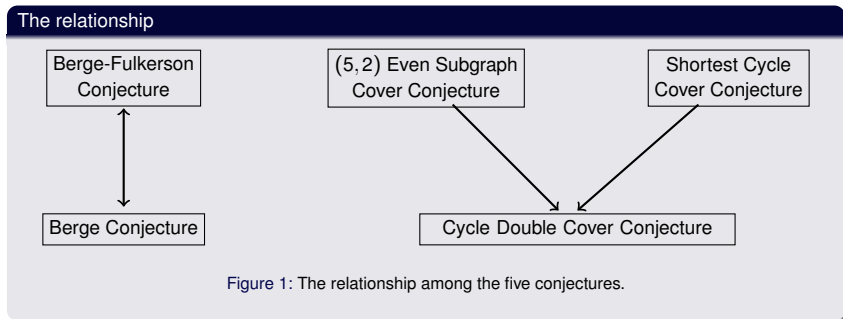 The relationship
Berge-Fulkerson
Conjecture
(5,2) Even Subgraph
Cover Conjecture
Shortest Cycle
Cover Conjecture
Berge Conjecture
Cycle Double Cover Conjecture
Figure 1: The relationship among the five conjectures.